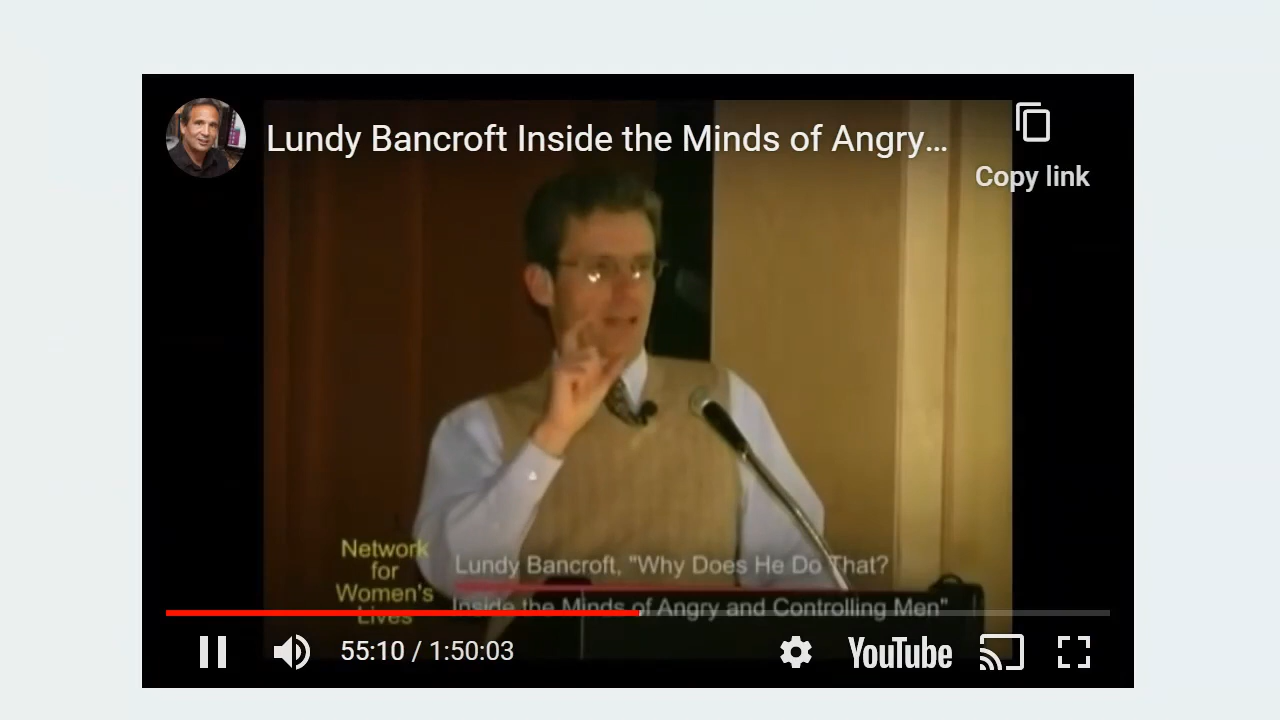 Lundy Bancroft Inside the Minds of Angry…
Copy link
Network
for
Women's
Lives
Lundy Bancroft, "Why Does He Do That?
Inside the Minds of Angry and Controlling Men"
55:10 / 1:50:03
YouTube